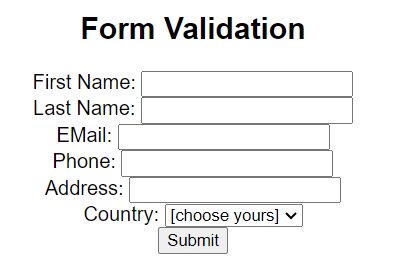 Form Validation
First Name:
Last Name:
EMail:
Phone:
Address:
Country: [choose yours]
Submit